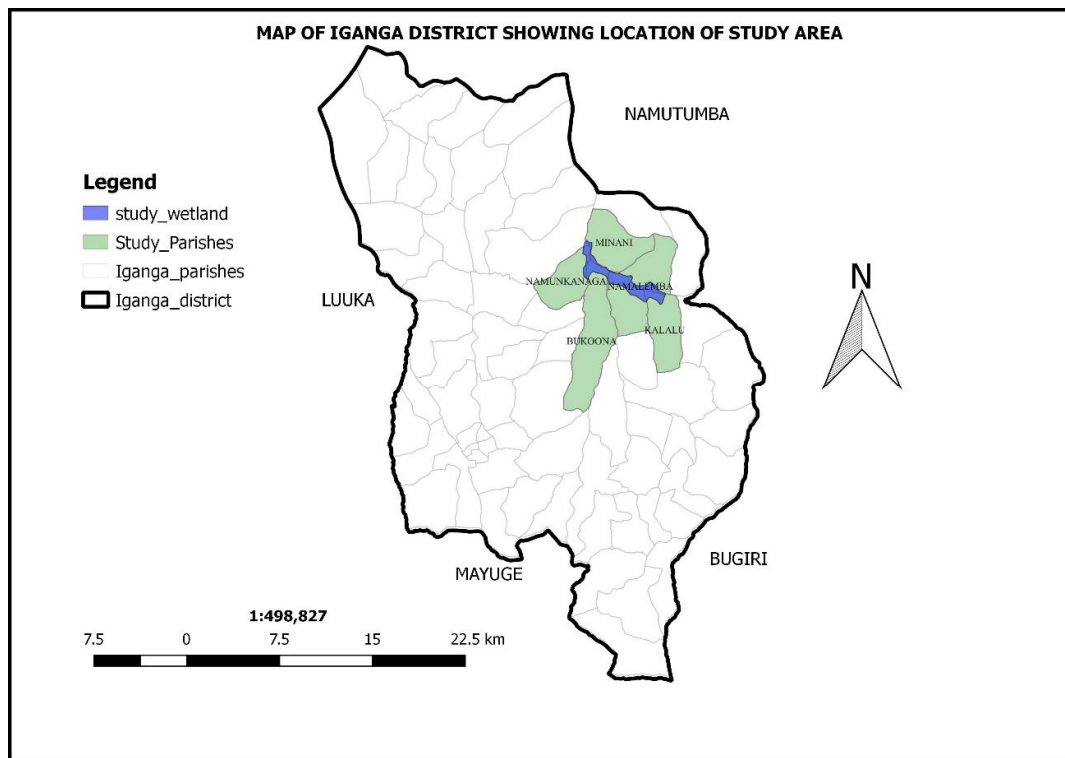 MAP OF IGANGA DISTRICT SHOWING LOCATION OF STUDY AREA
NAMUTUMBA
Legend
study_wetland
Study_Parishes
Iganga_parishes
Iganga_district
MINANI
NAMUNKANAGA
NAMALEMBA
LUUKA
BUKOONA
KALALU
N
BUGIRI
MAYUGE
1:498,827
7.5 0 7.5 15 22.5 km